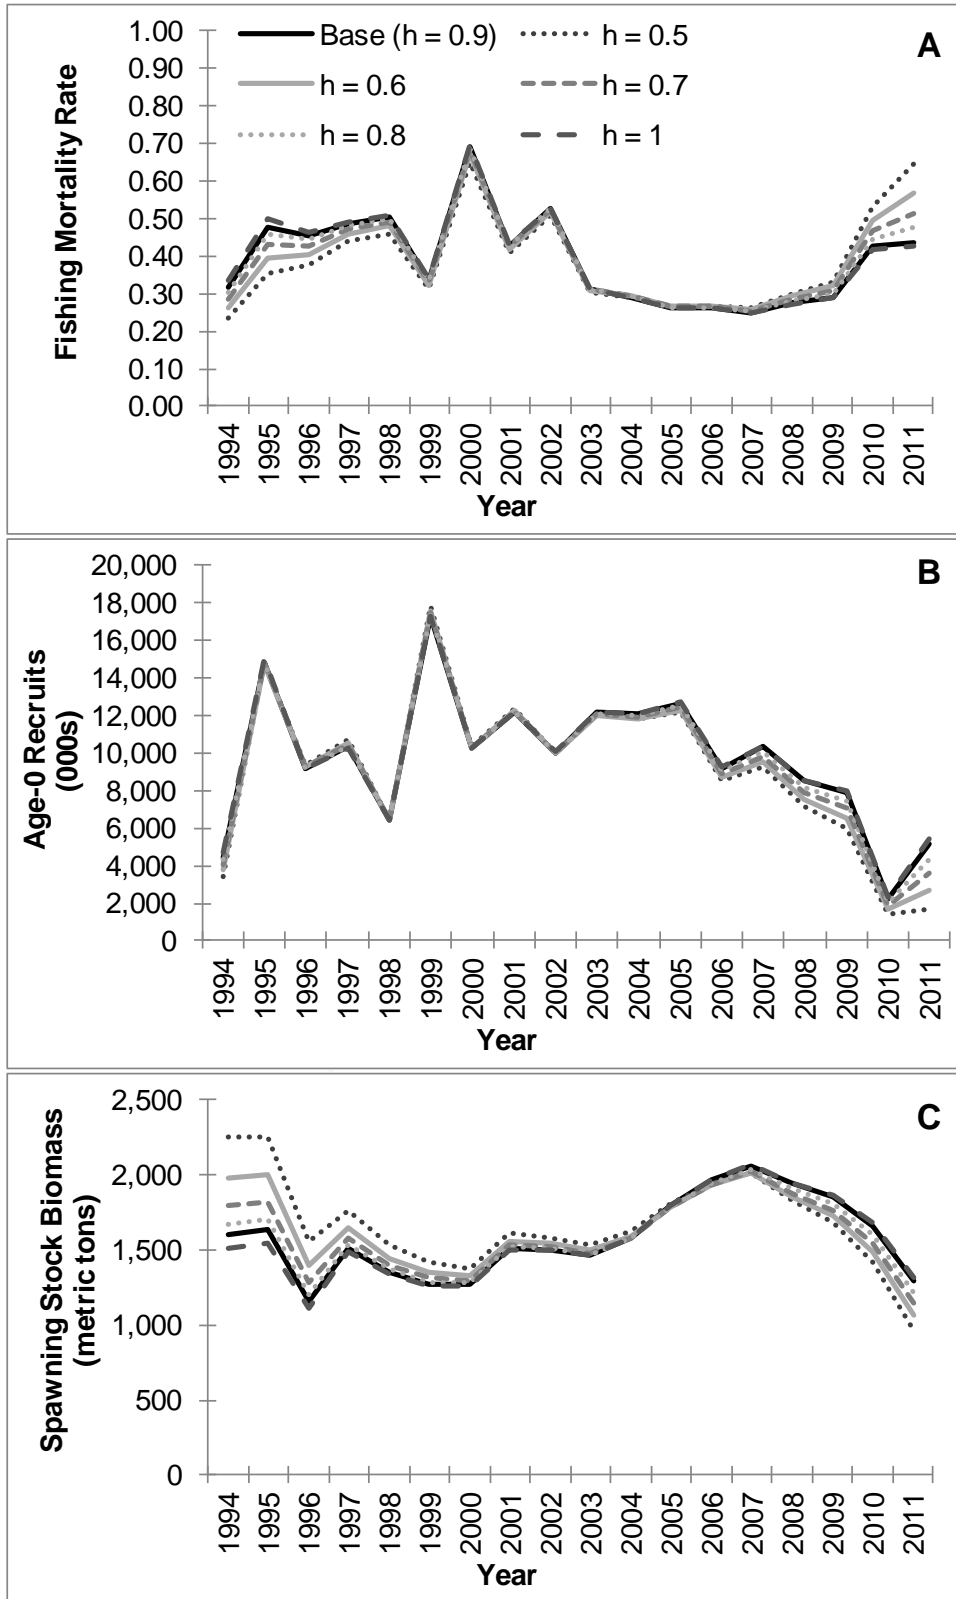 A
Base (h = 0.9) h = 0.5
h = 0.6 h = 0.7
h = 0.8 h = 1
Fishing Mortality Rate
1.00
0.90
0.80
0.70
0.60
0.50
0.40
0.30
0.20
0.10
0.00
1994 1995 1996 1997 1998 1999 2000 2001 2002 2003 2004 2005 2006 2007 2008 2009 2010 2011
Year
B
Age-0 Recruits
(000s)
20,000
18,000
16,000
14,000
12,000
10,000
8,000
6,000
4,000
2,000
0
1994 1995 1996 1997 1998 1999 2000 2001 2002 2003 2004 2005 2006 2007 2008 2009 2010 2011
Year
C
Spawning Stock Biomass
(metric tons)
2,500
2,000
1,500
1,000
500
0
1994 1995 1996 1997 1998 1999 2000 2001 2002 2003 2004 2005 2006 2007 2008 2009 2010 2011
Year